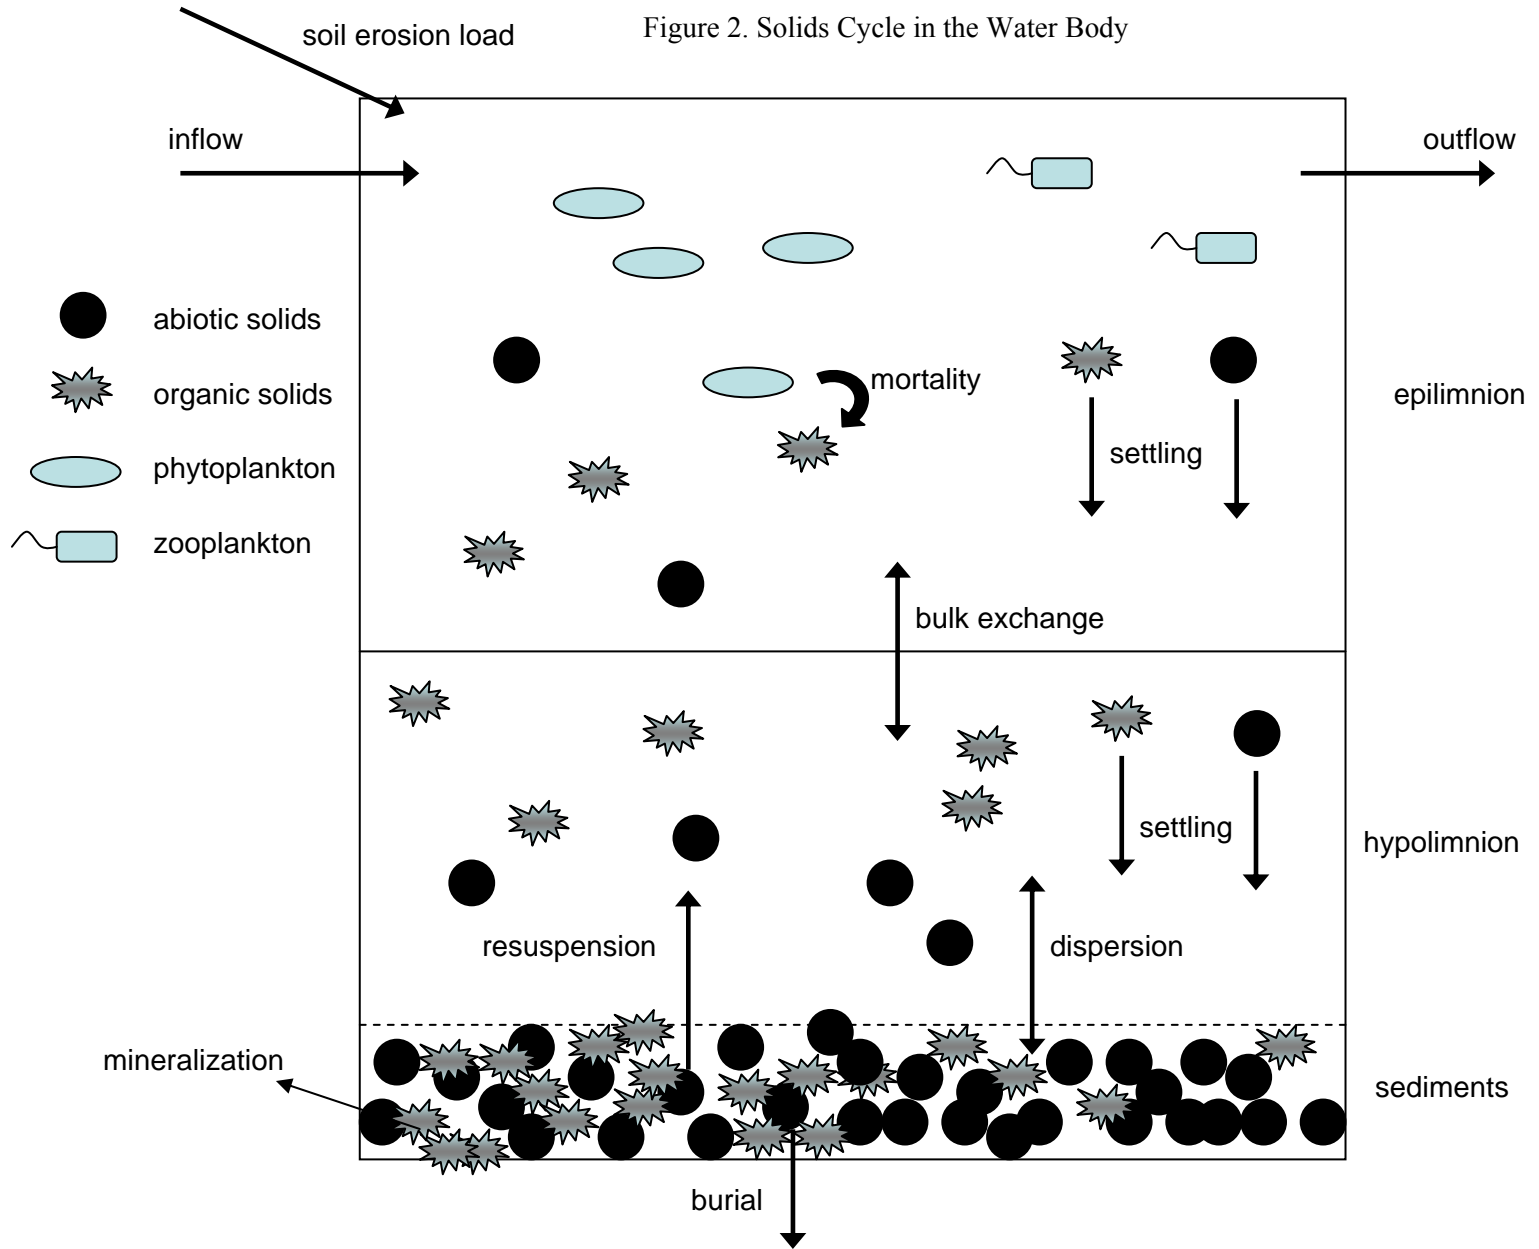 Figure 2. Solids Cycle in the Water Body
soil erosion load
inflow
outflow
abiotic solids
organic solids
phytoplankton
zooplankton
mortality
settling
epilimnion
bulk exchange
settling
hypolimnion
resuspension
dispersion
mineralization
sediments
burial